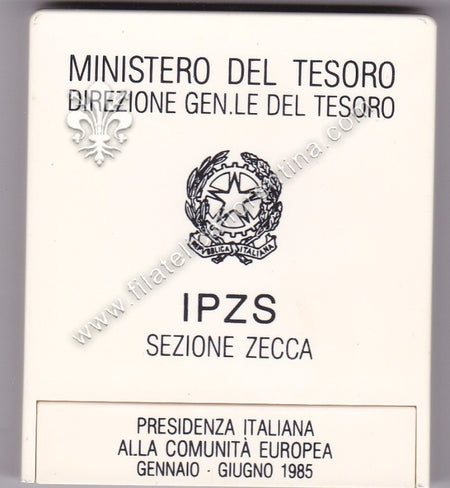 MINISTERO DEL TESORO
DIREZIONE GEN.LE DEL TESORO
REPVBBLICA ITALIANA
IPZS
SEZIONE ZECCA
PRESIDENZA ITALIANA
ALLA COMUNITÀ EUROPEA
GENNAIO - GIUGNO 1985